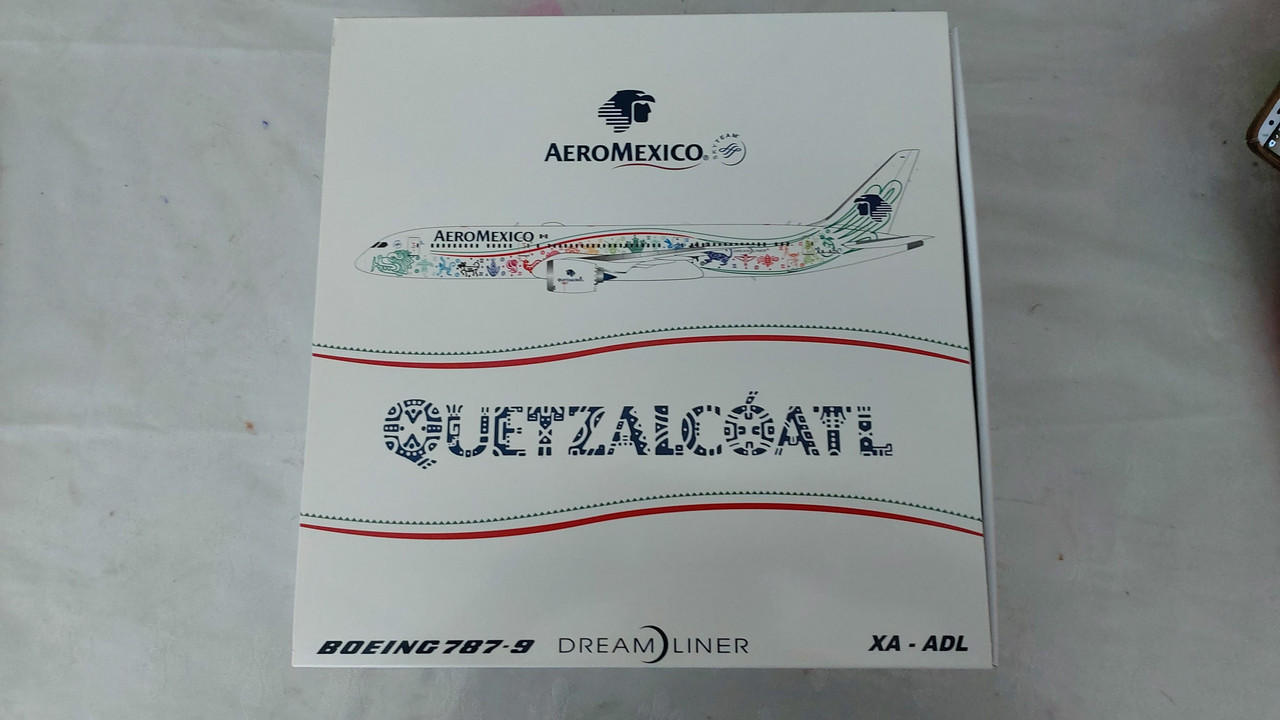 AEROMEXICO
SKYTEAM
AEROMEXICO
QUETZALCÓATL
BOEING 787-9 DREAMLINER XA - ADL